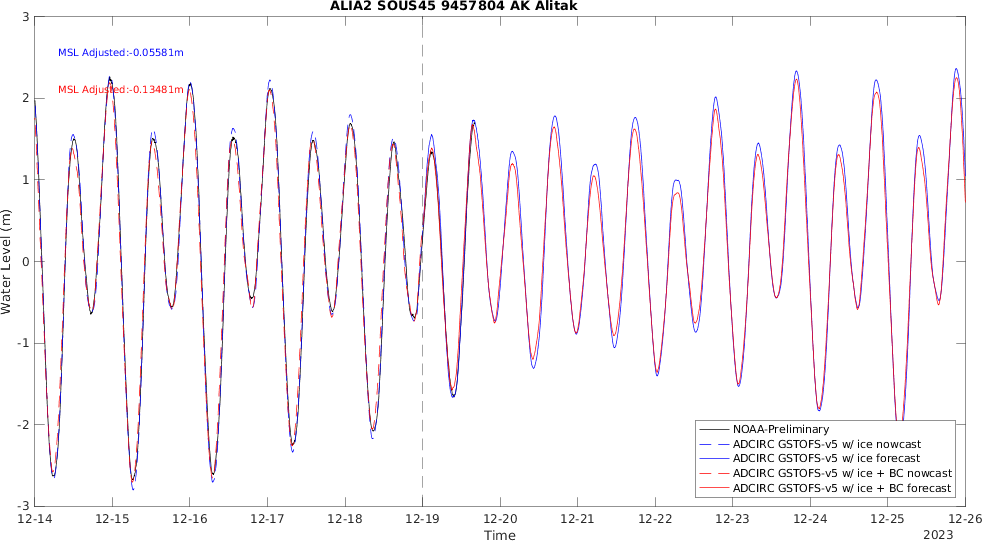 ALIA2 SOUS45 9457804 AK Alitak
MSL Adjusted:-0.05581m
MSL Adjusted:-0.13481m
Water Level (m)
3
2
1
0
-1
-2
-3
NOAA-Preliminary
ADCIRC GSTOFS-v5 w/ ice nowcast
ADCIRC GSTOFS-v5 w/ ice forecast
ADCIRC GSTOFS-v5 w/ ice + BC nowcast
ADCIRC GSTOFS-v5 w/ ice + BC forecast
12-14 12-15 12-16 12-17 12-18 12-19 12-20 12-21 12-22 12-23 12-24 12-25 12-26
Time
2023